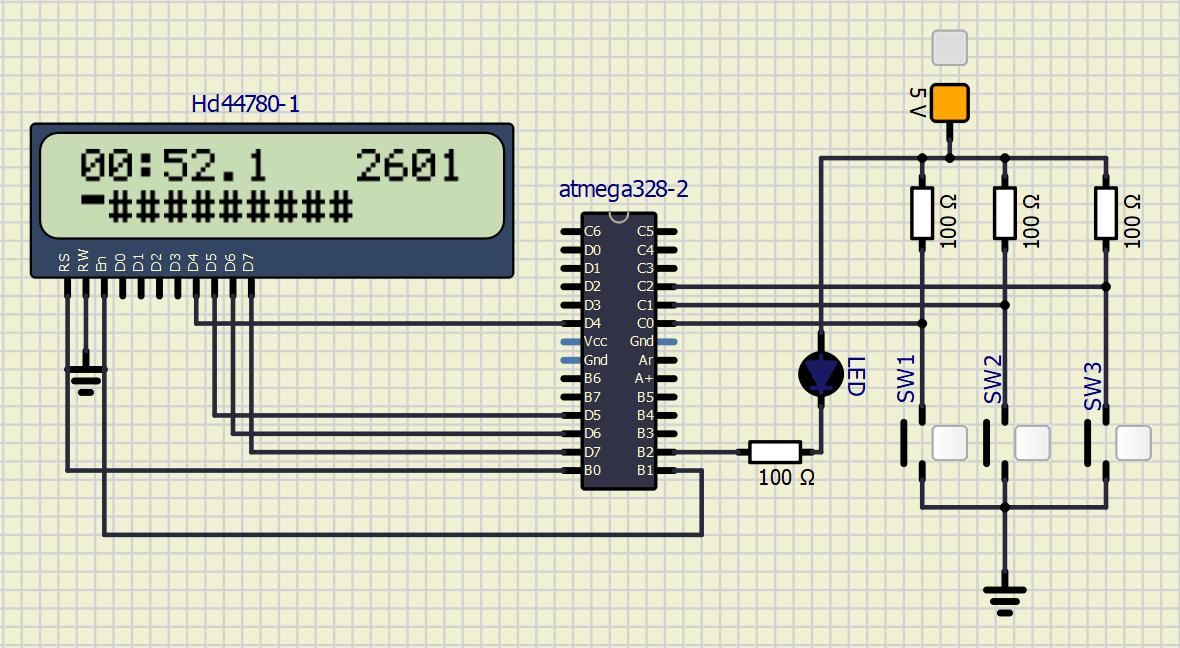 Hd44780-1
00:52.1 2601
-#########
RS RW En D0 D1 D2 D3 D4 D5 D6 D7
atmega328-2
C6 C5
D0 C4
D1 C3
D2 C2
D3 C1
D4 C0
Vcc Gnd
Gnd Ar
B6 A+
B7 B5
D5 B4
D6 B3
D7 B2
B0 B1
5 V
100 Ω
100 Ω
100 Ω
LED
SW1
SW2
SW3
100 Ω